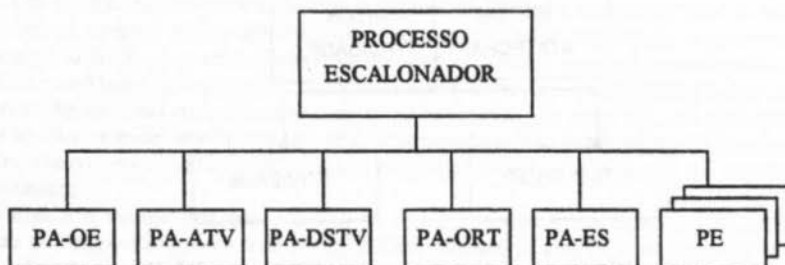 PROCESSO
ESCALONADOR
PA-OE PA-ATV PA-DSTV PA-ORT PA-ES PE